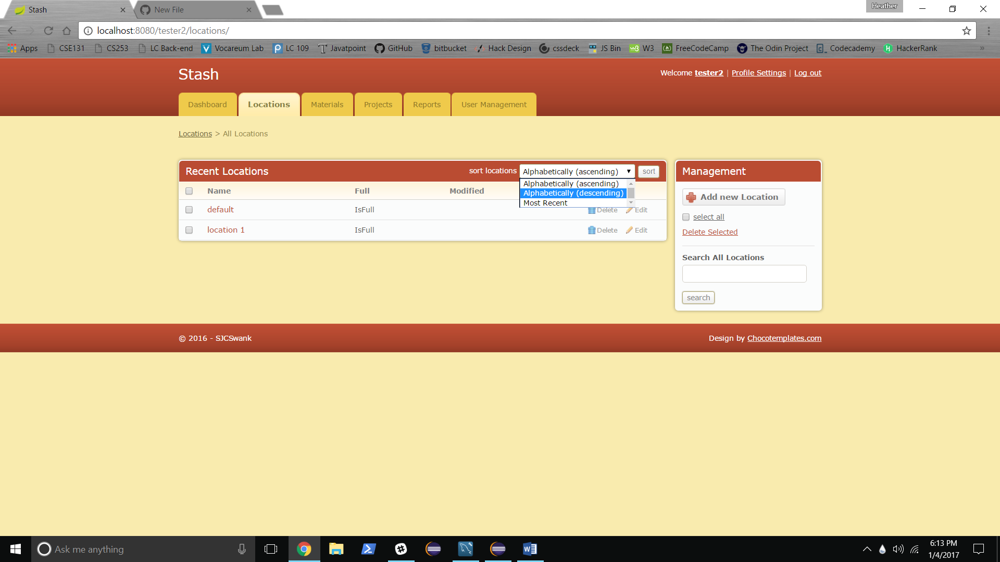 Stash
New File
Heather
localhost:8080/tester2/locations/
Apps CSE131 CS253 LC Back-end Vocareum Lab LC 109 Javatpoint GitHub bitbucket Hack Design cssdeck JS Bin W3 FreeCodeCamp The Odin Project Codecademy HackerRank »
Stash
Welcome tester2 | Profile Settings | Log out
Dashboard Locations Materials Projects Reports User Management
Locations > All Locations
Recent Locations sort locations Alphabetically (ascending) sort
Alphabetically (ascending)
Alphabetically (descending)
Most Recent
Name Full Modified
default IsFull Delete Edit
location 1 IsFull Delete Edit
Management
Add new Location
select all
Delete Selected
Search All Locations
search
© 2016 - SJCSwank
Design by Chocotemplates.com
Ask me anything
6:13 PM
1/4/2017